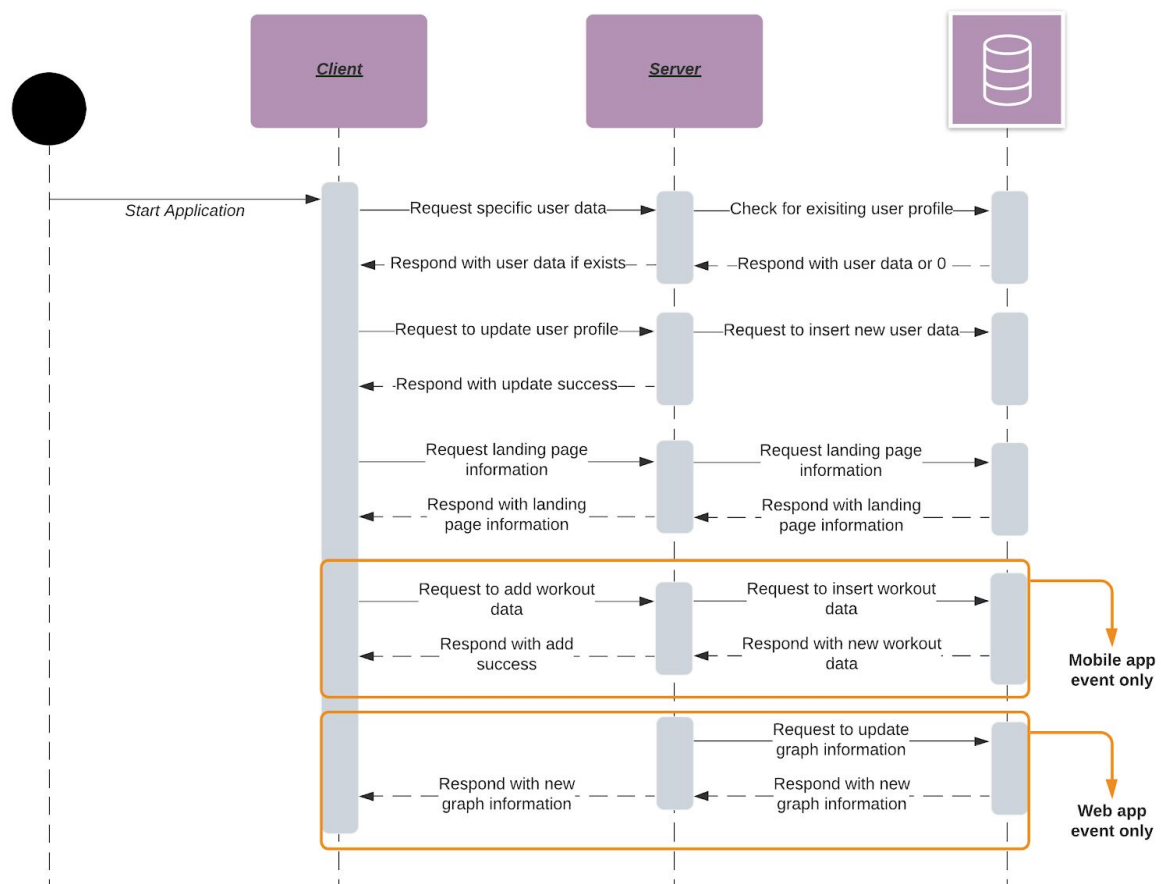 Client
Server
Start Application
Request specific user data
Check for exisiting user profile
Respond with user data if exists
Respond with user data or 0
Request to update user profile
Request to insert new user data
Respond with update success
Request landing page
information
Request landing page
information
Respond with landing
page information
Respond with landing
page information
Request to add workout
data
Request to insert workout
data
Respond with add
success
Respond with new workout
data
Mobile app
event only
Request to update
graph information
Respond with new
graph information
Respond with new
graph information
Web app
event only